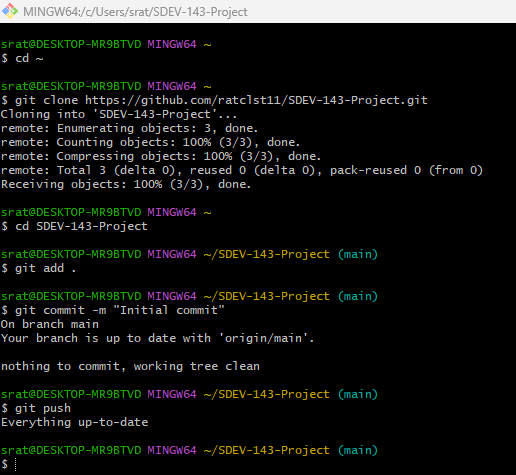 MINGW64:/c/Users/srat/SDEV-143-Project
srat@DESKTOP-MR9BTVD MINGW64 ~
$ cd ~
srat@DESKTOP-MR9BTVD MINGW64 ~
$ git clone https://github.com/ratclst11/SDEV-143-Project.git
Cloning into 'SDEV-143-Project'...
remote: Enumerating objects: 3, done.
remote: Counting objects: 100% (3/3), done.
remote: Compressing objects: 100% (3/3), done.
remote: Total 3 (delta 0), reused 0 (delta 0), pack-reused 0 (from 0)
Receiving objects: 100% (3/3), done.
srat@DESKTOP-MR9BTVD MINGW64 ~
$ cd SDEV-143-Project
srat@DESKTOP-MR9BTVD MINGW64 ~/SDEV-143-Project (main)
$ git add .
srat@DESKTOP-MR9BTVD MINGW64 ~/SDEV-143-Project (main)
$ git commit -m "Initial commit"
On branch main
Your branch is up to date with 'origin/main'.
nothing to commit, working tree clean
srat@DESKTOP-MR9BTVD MINGW64 ~/SDEV-143-Project (main)
$ git push
Everything up-to-date
srat@DESKTOP-MR9BTVD MINGW64 ~/SDEV-143-Project (main)
$